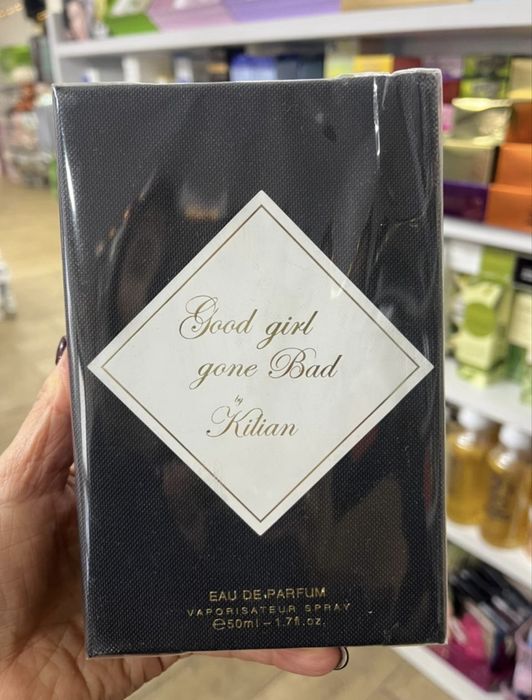 Good girl
gone Bad
by
Kilian
EAU DE PARFUM
VAPORISATEUR SPRAY
℮50ml – 1.7fl.oz.